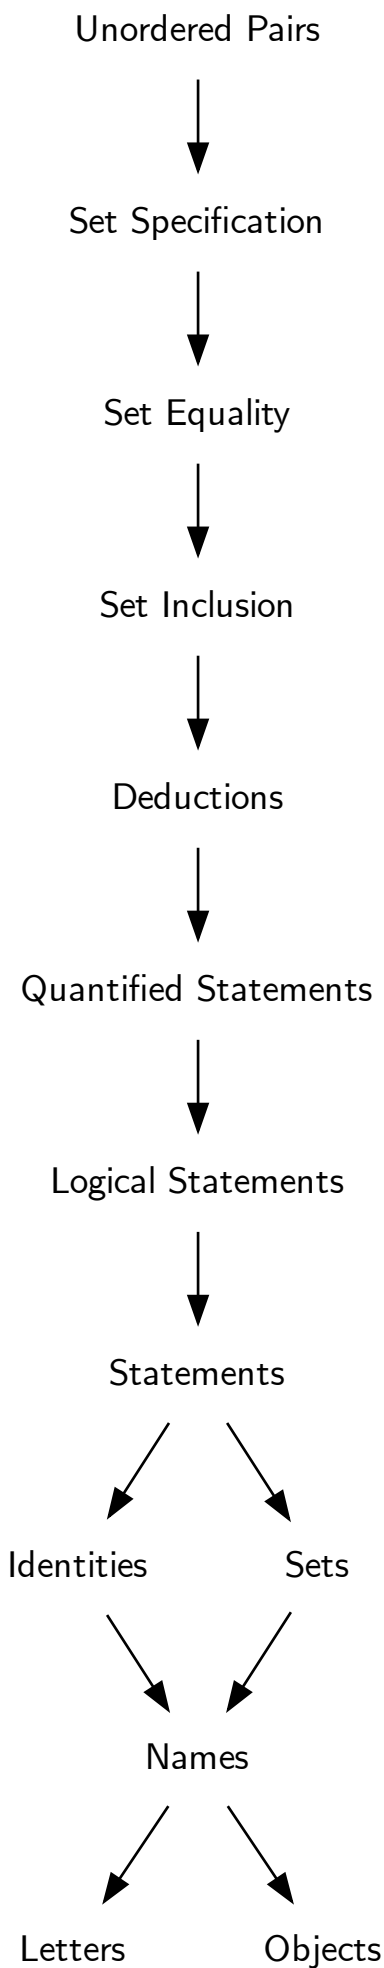 Unordered Pairs
Set Specification
Set Equality
Set Inclusion
Deductions
Quantified Statements
Logical Statements
Statements
Identities
Sets
Names
Letters
Objects